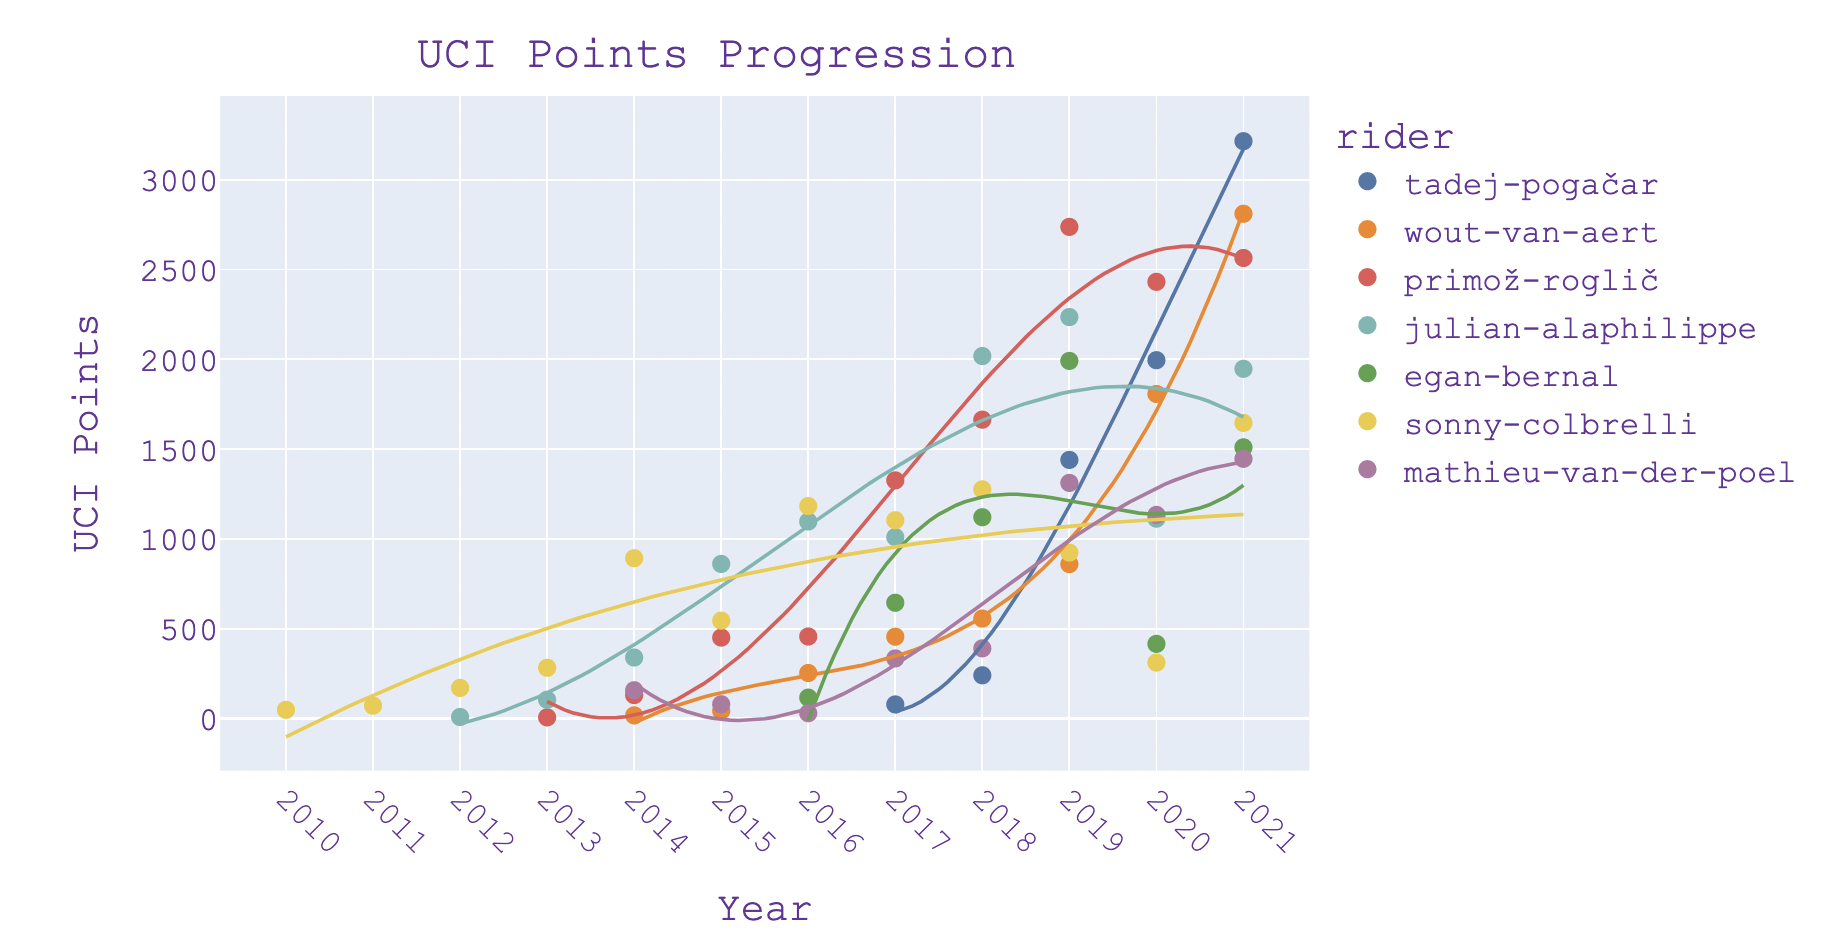 UCI Points Progression
UCI Points
3000
2500
2000
1500
1000
500
0
2010
2011
2012
2013
2014
2015
2016
2017
2018
2019
2020
2021
Year
rider
tadej-pogačar
wout-van-aert
primož-roglič
julian-alaphilippe
egan-bernal
sonny-colbrelli
mathieu-van-der-poel